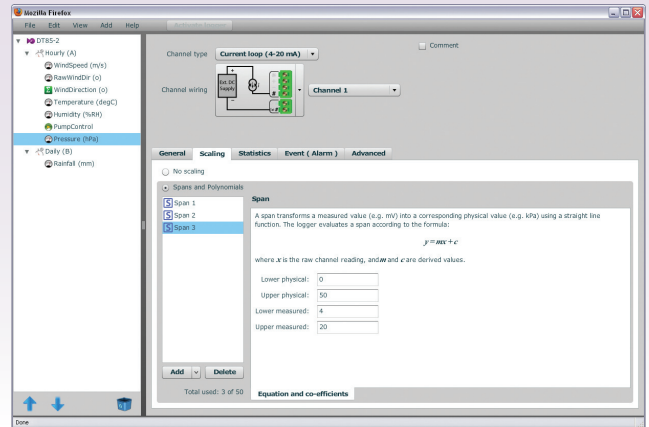 Mozilla Firefox
File Edit View Add Help
DT85-2
Hourly (A)
WindSpeed (m/s)
RawWindDir (o)
WindDirection (o)
Temperature (degC)
Humidity (%RH)
PumpControl
Pressure (hPa)
Daily (B)
Rainfall (mm)
Channel type Current loop (4-20 mA)
Comment
Channel wiring
Ext. DC
Supply
+
-
#
Channel 1
General Scaling Statistics Event ( Alarm ) Advanced
No scaling
Spans and Polynomials
S Span 1
S Span 2
S Span 3
Span
A span transforms a measured value (e.g. mV) into a corresponding physical value (e.g. kPa) using a straight line
function. The logger evaluates a span according to the formula:
y=mx+c
where x is the raw channel reading, and m and c are derived values.
Lower physical: 0
Upper physical: 50
Lower measured: 4
Upper measured: 20
Add Delete
Total used: 3 of 50
Equation and co-efficients
Done